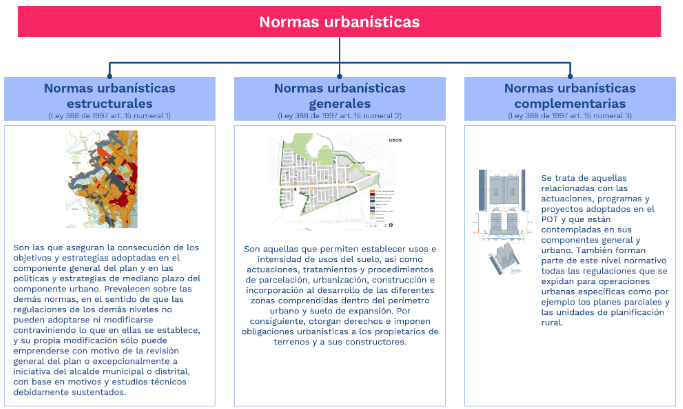 Normas urbanísticas
Normas urbanísticas
estructurales
(Ley 388 de 1997 art. 15 numeral 1)
Son las que aseguran la consecución de los
objetivos y estrategias adoptadas en el
componente general del plan y en las
políticas y estrategias de mediano plazo del
componente urbano. Prevalecen sobre las
demás normas, en el sentido de que las
regulaciones de los demás niveles no
pueden adoptarse ni modificarse
contraviniendo lo que en ellas se establece,
y su propia modificación sólo puede
emprenderse con motivo de la revisión
general del plan o excepcionalmente a
iniciativa del alcalde municipal o distrital,
con base en motivos y estudios técnicos
debidamente sustentados.
Normas urbanísticas
generales
(Ley 388 de 1997 art. 15 numeral 2)
USOS
Son aquellas que permiten establecer usos e
intensidad de usos del suelo, así como
actuaciones, tratamientos y procedimientos
de parcelación, urbanización, construcción e
incorporación al desarrollo de las diferentes
zonas comprendidas dentro del perímetro
urbano y suelo de expansión. Por
consiguiente, otorgan derechos e imponen
obligaciones urbanísticas a los propietarios de
terrenos y a sus constructores.
Normas urbanísticas
complementarias
(Ley 388 de 1997 art. 15 numeral 3)
Se trata de aquellas
relacionadas con las
actuaciones, programas y
proyectos adoptados en el
POT y que están
contempladas en sus
componentes general y
urbano. También forman
parte de este nivel normativo
todas las regulaciones que se
expidan para operaciones
urbanas específicas como por
ejemplo los planes parciales y
las unidades de planificación
rural.